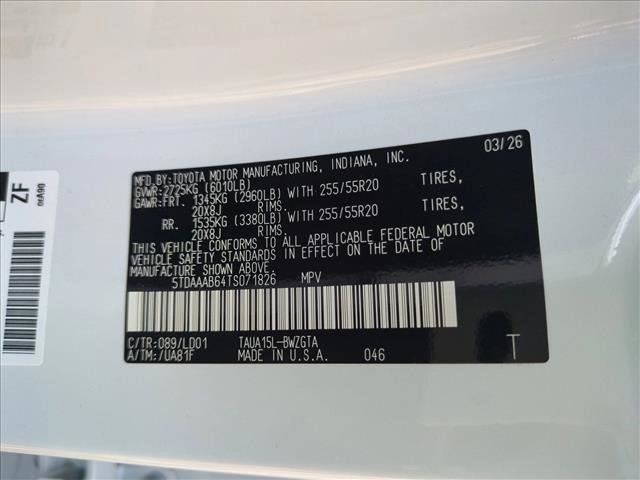 MFD.BY: TOYOTA MOTOR MANUFACTURING, INDIANA, INC. 03/26
GVWR: 2725KG (6010LB)
GAWR: FRT. 1345KG (2960LB) WITH 255/55R20 TIRES,
20X8J RIMS,
RR. 1535KG (3380LB) WITH 255/55R20 TIRES,
20X8J RIMS.
THIS VEHICLE CONFORMS TO ALL APPLICABLE FEDERAL MOTOR
VEHICLE SAFETY STANDARDS IN EFFECT ON THE DATE OF
MANUFACTURE SHOWN ABOVE.
5TDAAAB64TS071826 MPV
C/TR: 089/LD01 TAUA15L-BWZGTA
A/TM: /UA81F MADE IN U.S.A. 046 T
ZF